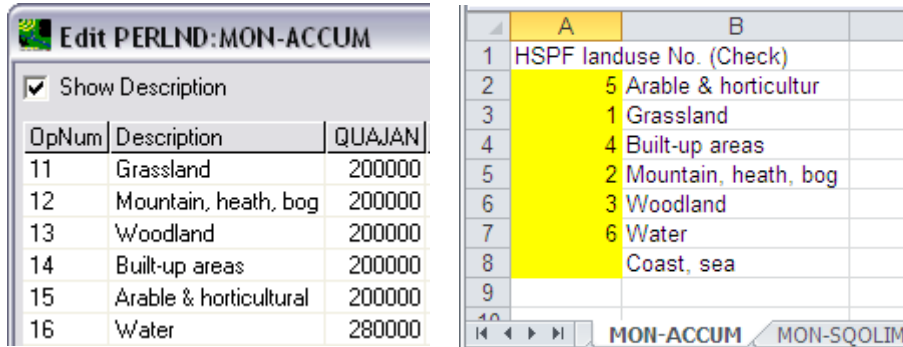 Edit PERLND:MON-ACCUM
Show Description
OpNum Description QUAJAN
11 Grassland 200000
12 Mountain, heath, bog 200000
13 Woodland 200000
14 Built-up areas 200000
15 Arable & horticultural 200000
16 Water 280000
A B
1 HSPF landuse No. (Check)
2 5 Arable & horticultur
3 1 Grassland
4 4 Built-up areas
5 2 Mountain, heath, bog
6 3 Woodland
7 6 Water
8 Coast, sea
9
10
MON-ACCUM MON-SQOLIM